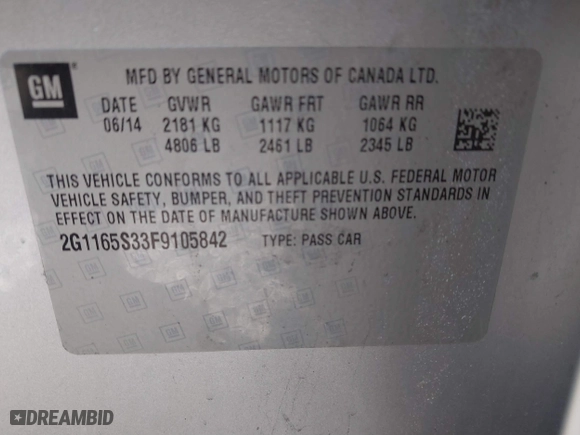 GM
MFD BY GENERAL MOTORS OF CANADA LTD.
DATE GVWR GAWR FRT GAWR RR
06/14 2181 KG 1117 KG 1064 KG
4806 LB 2461 LB 2345 LB
THIS VEHICLE CONFORMS TO ALL APPLICABLE U.S. FEDERAL MOTOR
VEHICLE SAFETY, BUMPER, AND THEFT PREVENTION STANDARDS IN
EFFECT ON THE DATE OF MANUFACTURE SHOWN ABOVE.
2G1165S33F9105842 TYPE: PASS CAR
DREAMBID